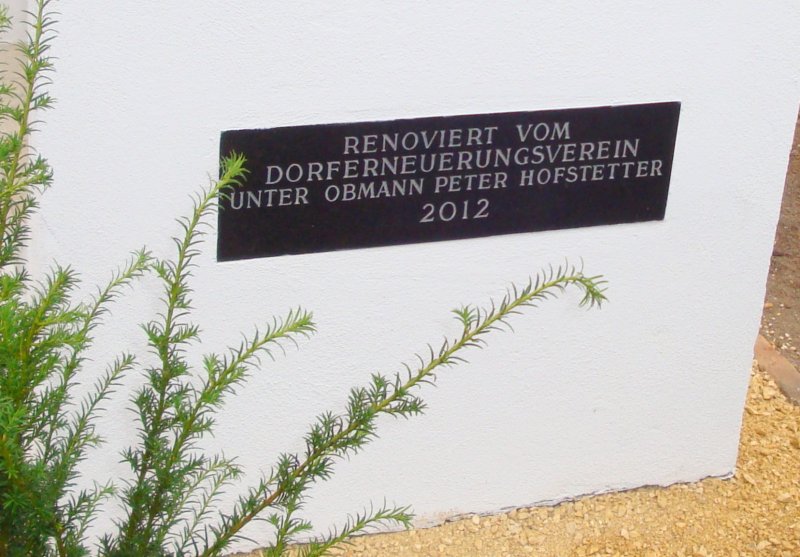 RENOVIERT VOM
DORFERNEUERUNGSVEREIN
UNTER OBMANN PETER HOFSTETTER
2012